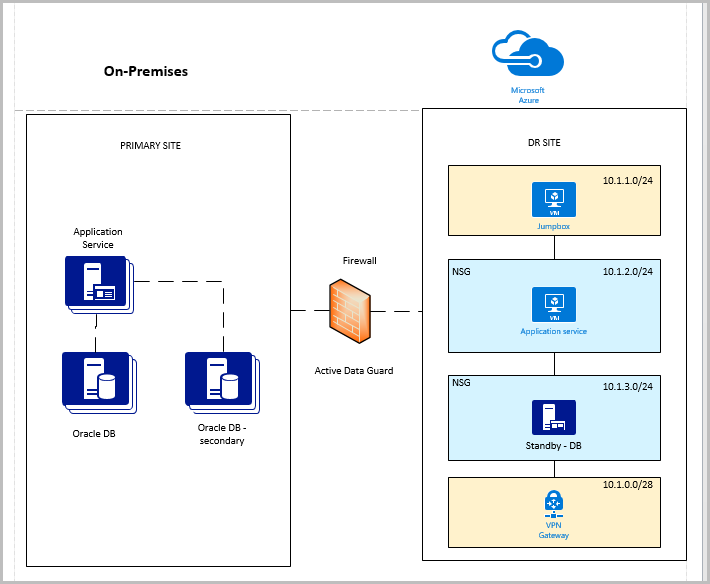 On-Premises
Microsoft
Azure
PRIMARY SITE
Application
Service
Oracle DB
Oracle DB -
secondary
Firewall
Active Data Guard
DR SITE
10.1.1.0/24
VM
Jumpbox
NSG
10.1.2.0/24
VM
Application service
NSG
10.1.3.0/24
Standby - DB
10.1.0.0/28
VPN
Gateway